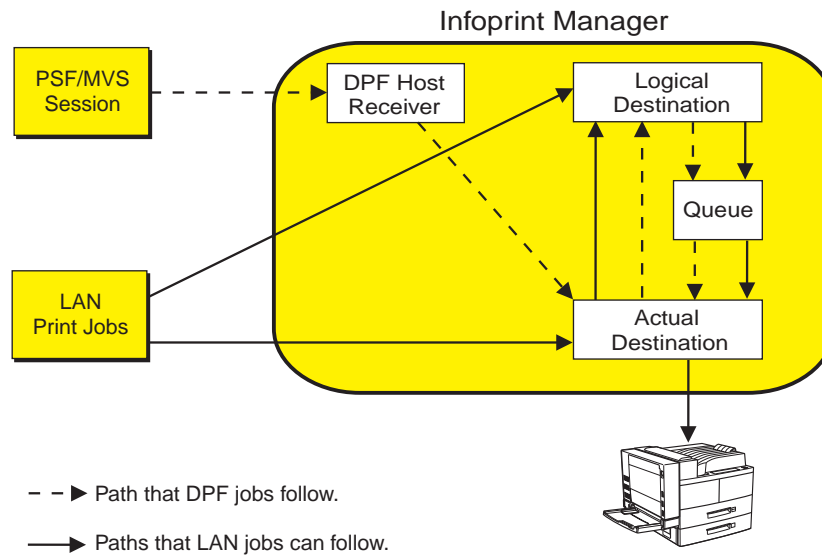 Infoprint Manager
PSF/MVS
Session
DPF Host
Receiver
Logical
Destination
Queue
LAN
Print Jobs
Actual
Destination
Path that DPF jobs follow.
Paths that LAN jobs can follow.